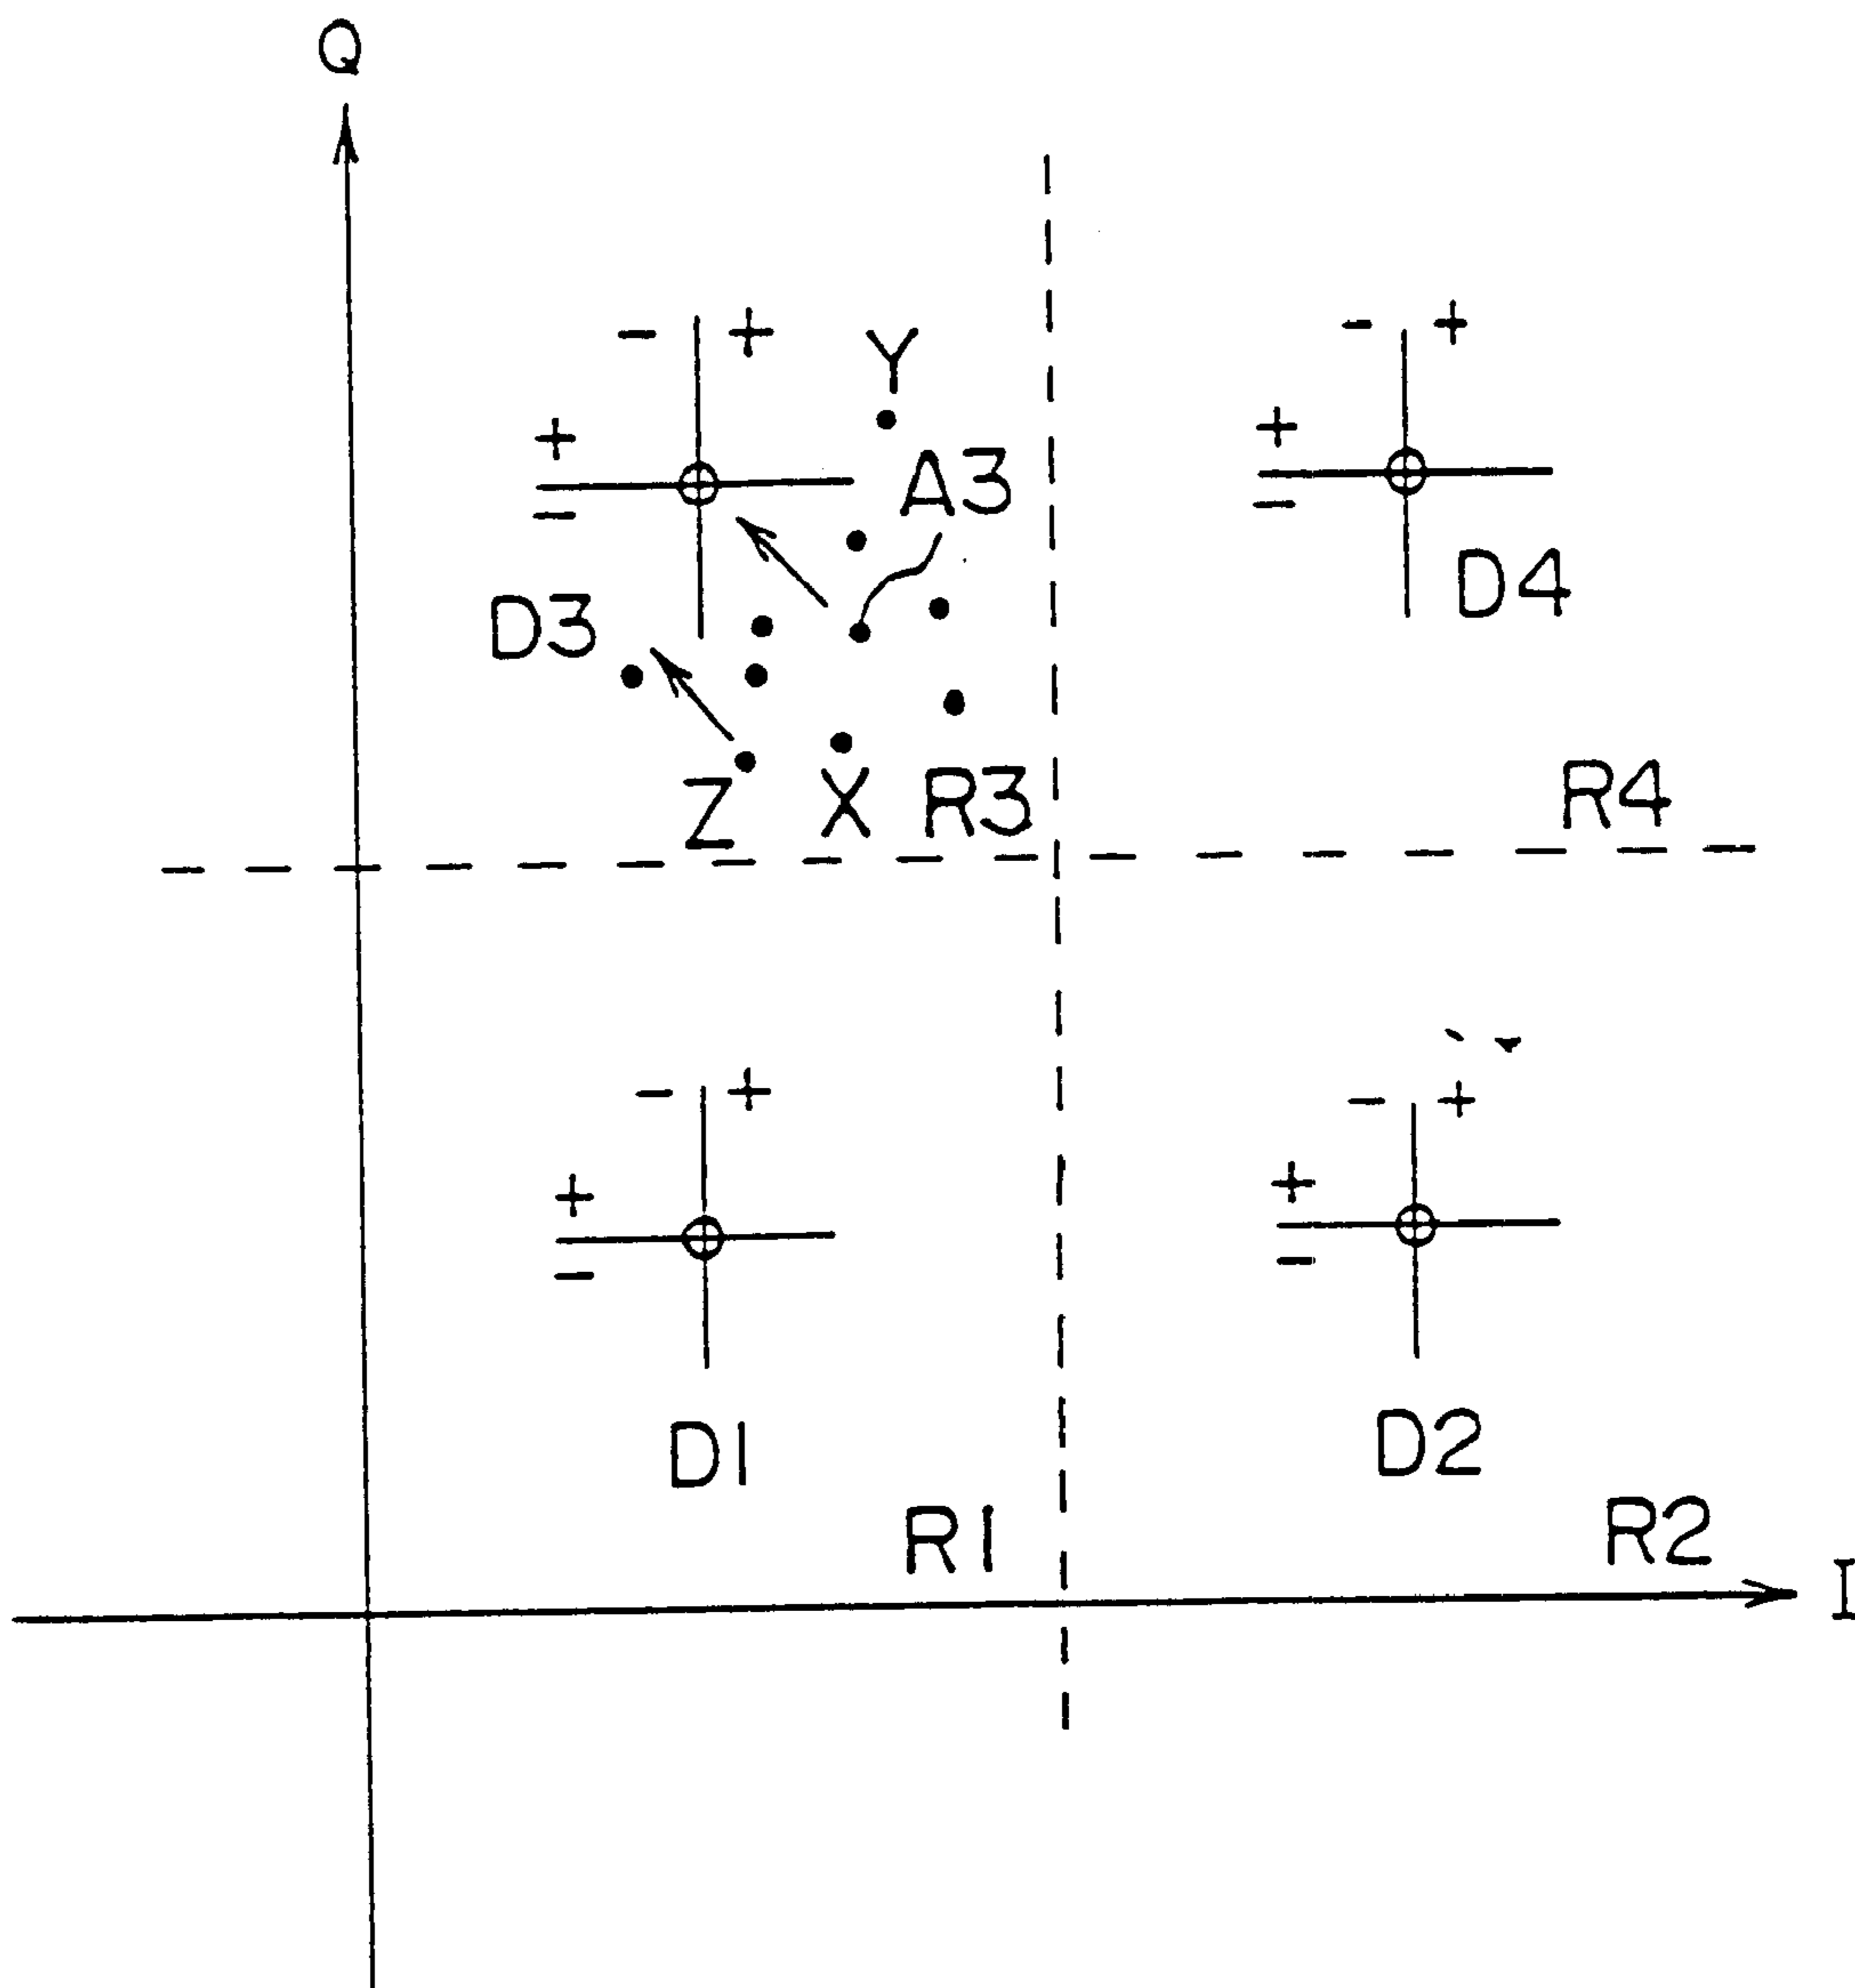 Q
- +
- +
Y
+
-
A3
+
-
D3
D4
Z X R3
R4
- +
- +
+
-
+
-
D1
D2
R1
R2
I